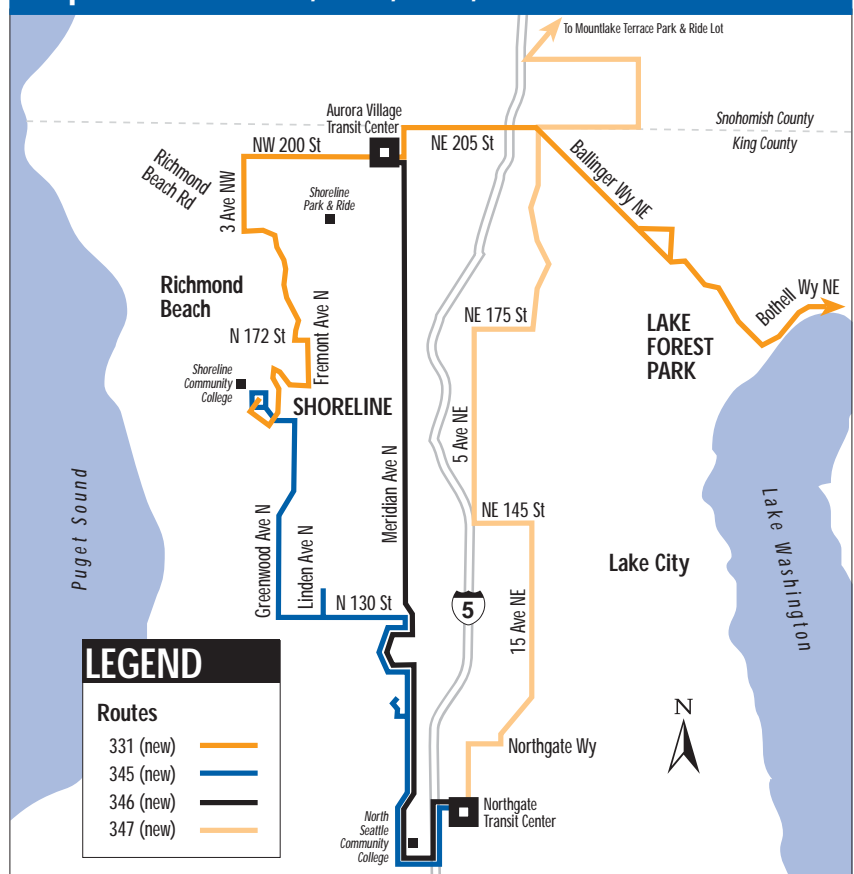 To Mountlake Terrace Park & Ride Lot
Aurora Village
Transit Center
Snohomish County
King County
NW 200 St
NE 205 St
Richmond
Beach Rd
3 Ave NW
Shoreline
Park & Ride
Ballinger Wy NE
Richmond
Beach
Bothell Wy NE
N 172 St
Fremont Ave N
NE 175 St
LAKE
FOREST
PARK
Shoreline
Community
College
SHORELINE
Meridian Ave N
5 Ave NE
Puget Sound
Lake Washington
Greenwood Ave N
Linden Ave N
NE 145 St
Lake City
N 130 St
5
15 Ave NE
LEGEND
Routes
331 (new)
345 (new)
346 (new)
347 (new)
N
Northgate Wy
North
Seattle
Community
College
Northgate
Transit Center